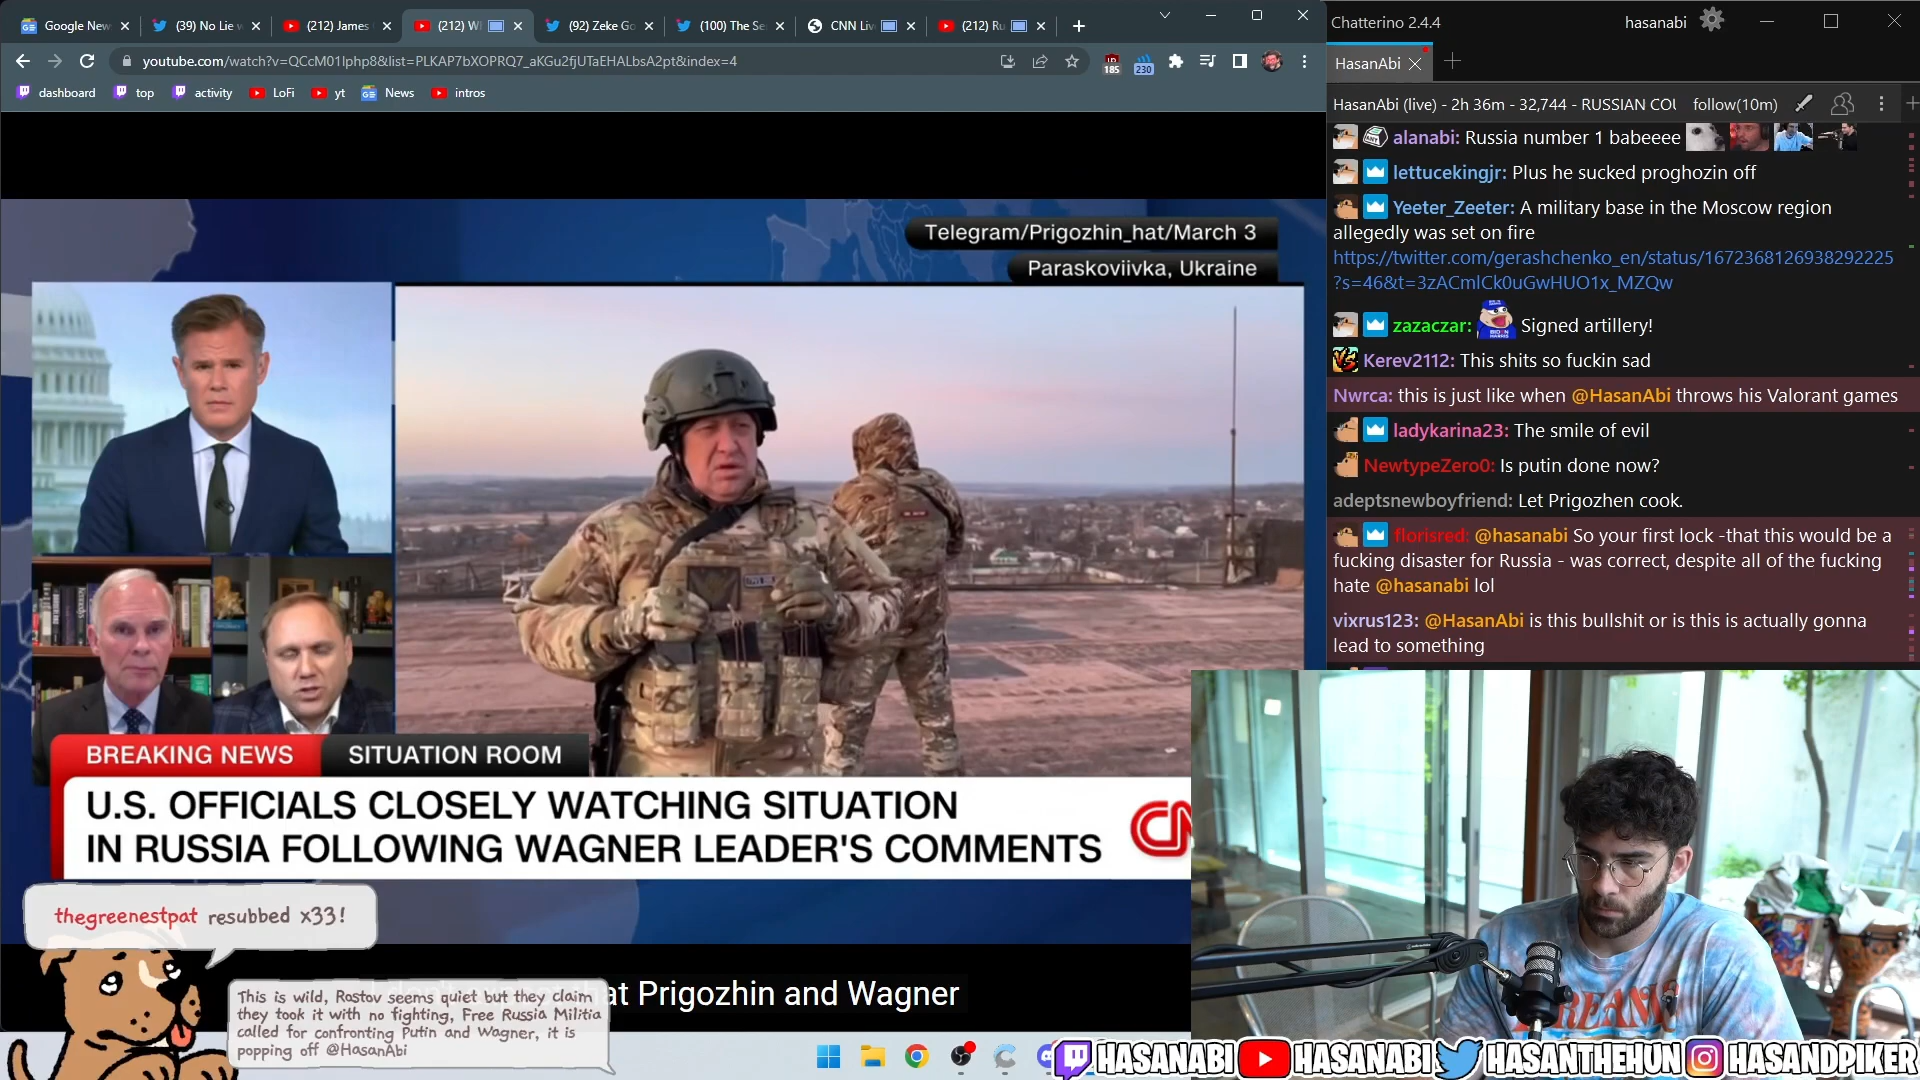 Google New
(39) No Lie w
(212) James
(212) W
(92) Zeke Go
(100) The Se
CNN Liv
(212) Ru
youtube.com/watch?v=QCcM01Iphp8&list=PLKAP7bXOPRQ7_aKGu2fjUTaEHALbsA2pt&index=4
185
230
dashboard
top
activity
LoFi
yt
News
intros
Telegram/Prigozhin_hat/March 3
Paraskoviivka, Ukraine
BREAKING NEWS
SITUATION ROOM
U.S. OFFICIALS CLOSELY WATCHING SITUATION
IN RUSSIA FOLLOWING WAGNER LEADER'S COMMENTS
thegreenestpat resubbed x33!
at Prigozhin and Wagner
This is wild, Rostov seems quiet but they claim
they took it with no fighting, Free Russia Militia
called for confronting Putin and Wagner, it is
popping off @HasanAbi
Chatterino 2.4.4
hasanabi
HasanAbi
HasanAbi (live) - 2h 36m - 32,744 - RUSSIAN COU
follow(10m)
alanabi: Russia number 1 babeeee
lettucekingjr: Plus he sucked proghozin off
Yeeter_Zeeter: A military base in the Moscow region
allegedly was set on fire
https://twitter.com/gerashchenko_en/status/1672368126938292225
?s=46&t=3zACmlCk0uGwHUO1x_MZQw
zazaczar: Signed artillery!
Kerev2112: This shits so fuckin sad
Nwrca: this is just like when @HasanAbi throws his Valorant games
ladykarina23: The smile of evil
NewtypeZero0: Is putin done now?
adeptsnewboyfriend: Let Prigozhen cook.
florisred: @hasanabi So your first lock -that this would be a
fucking disaster for Russia - was correct, despite all of the fucking
hate @hasanabi lol
vixrus123: @HasanAbi is this bullshit or is this is actually gonna
lead to something
HASANABI
HASANABI
HASANTHEHUN
HASANDPIKER